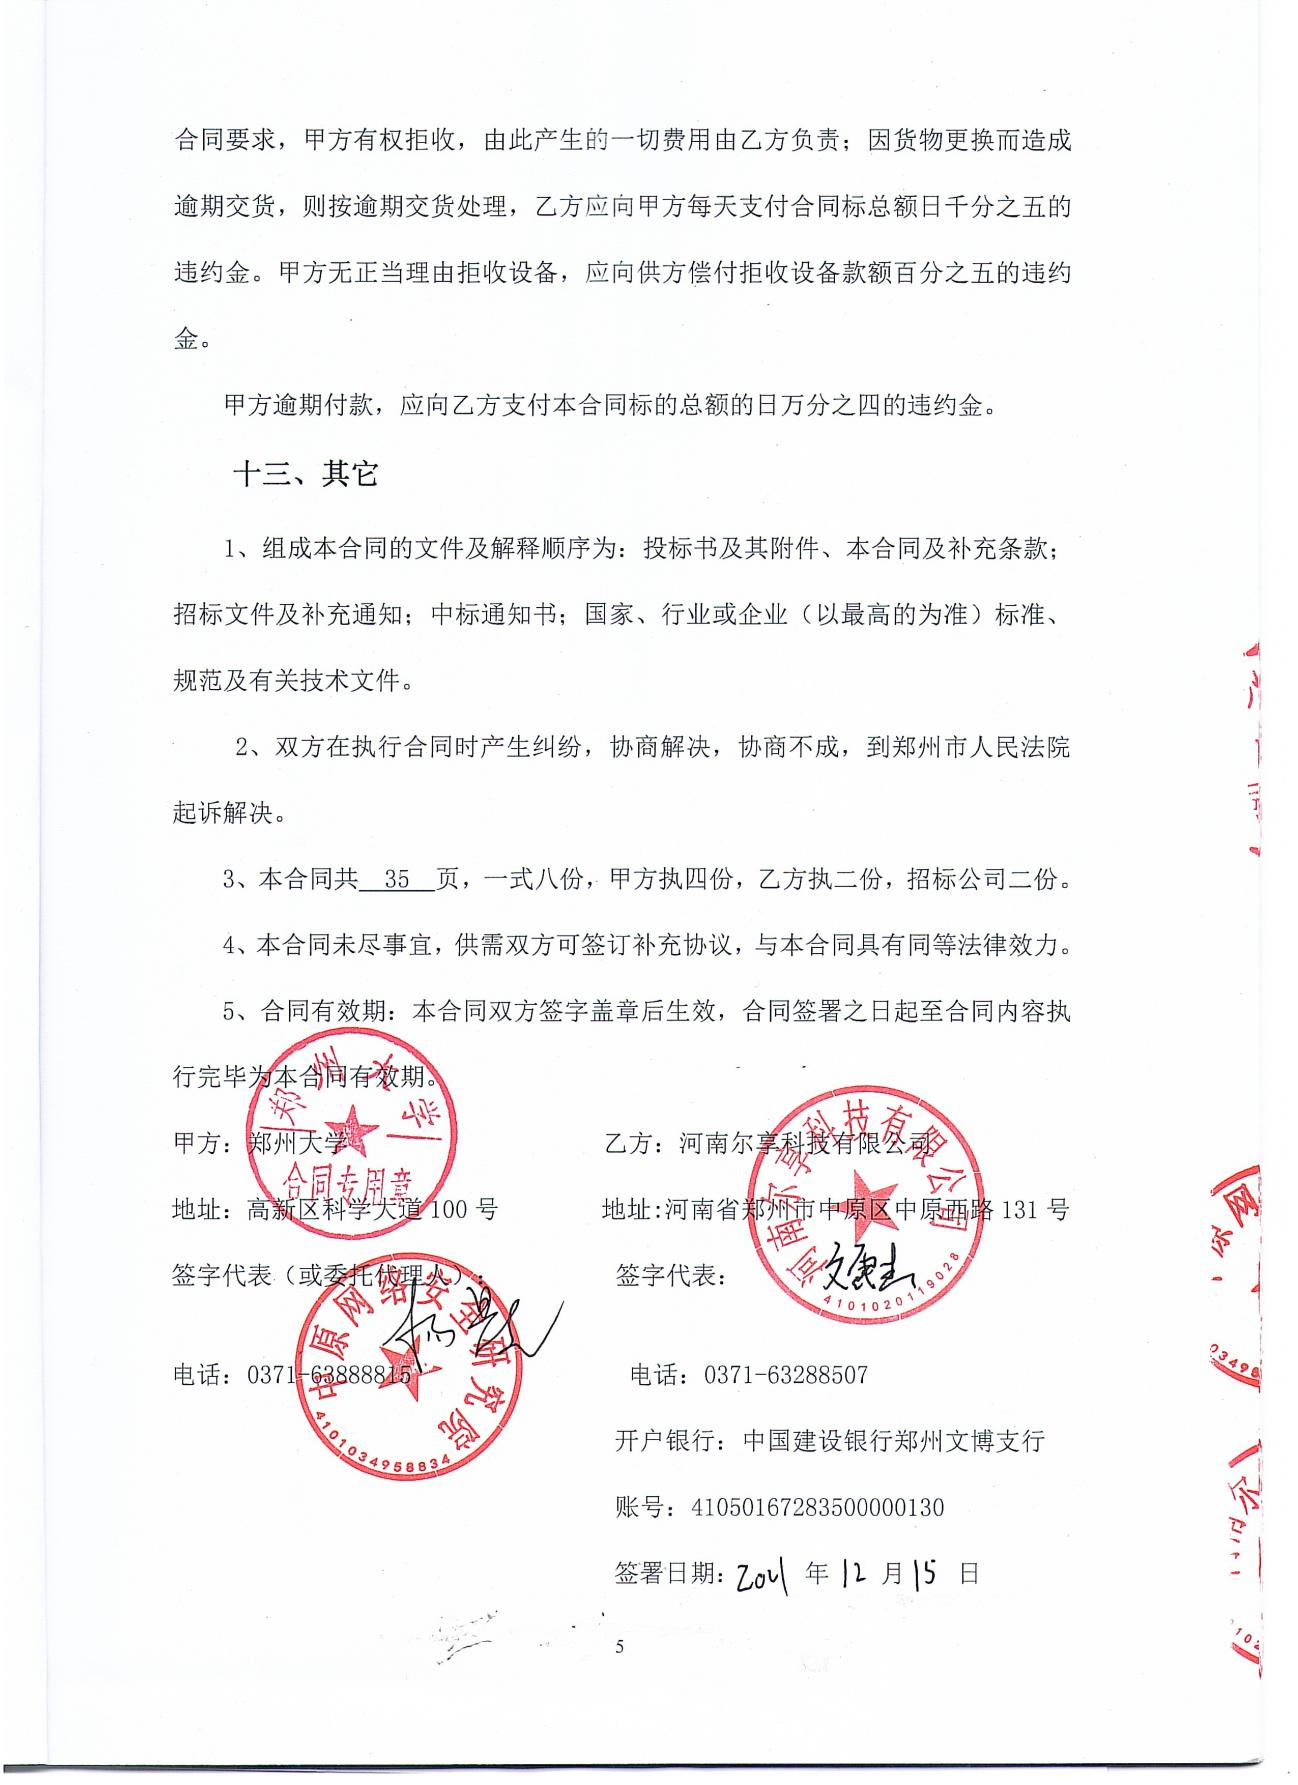 合同要求，甲方有权拒收，由此产生的一切费用由乙方负责；因货物更换而造成
逾期交货，则按逾期交货处理，乙方应向甲方每天支付合同标总额日千分之五的
违约金。甲方无正当理由拒收设备，应向供方偿付拒收设备款额百分之五的违约
金。
甲方逾期付款，应向乙方支付本合同标的总额的日万分之四的违约金。
十三、其它
1、组成本合同的文件及解释顺序为：投标书及其附件、本合同及补充条款；
招标文件及补充通知；中标通知书；国家、行业或企业（以最高的为准）标准、
规范及有关技术文件。
2、双方在执行合同时产生纠纷，协商解决，协商不成，到郑州市人民法院
起诉解决。
3、本合同共 35 页，一式八份，甲方执四份，乙方执二份，招标公司二份。
4、本合同未尽事宜，供需双方可签订补充协议，与本合同具有同等法律效力。
5、合同有效期：本合同双方签字盖章后生效，合同签署之日起至合同内容执
行完毕为本合同有效期。
郑州大学
合同专用章
甲方：郑州大学
乙方：河南尔享科技有限公司
河南尔享科技有限公司
4101020119028
地址：高新区科学大道 100 号
地址:河南省郑州市中原区中原西路 131 号
签字代表（或委托代理人）：
签字代表：
中原网络安全研究院
4101034958834
电话：0371-63888815
电话：0371-63288507
开户银行：中国建设银行郑州文博支行
账号：41050167283500000130
签署日期：2021 年 12 月 15 日
5